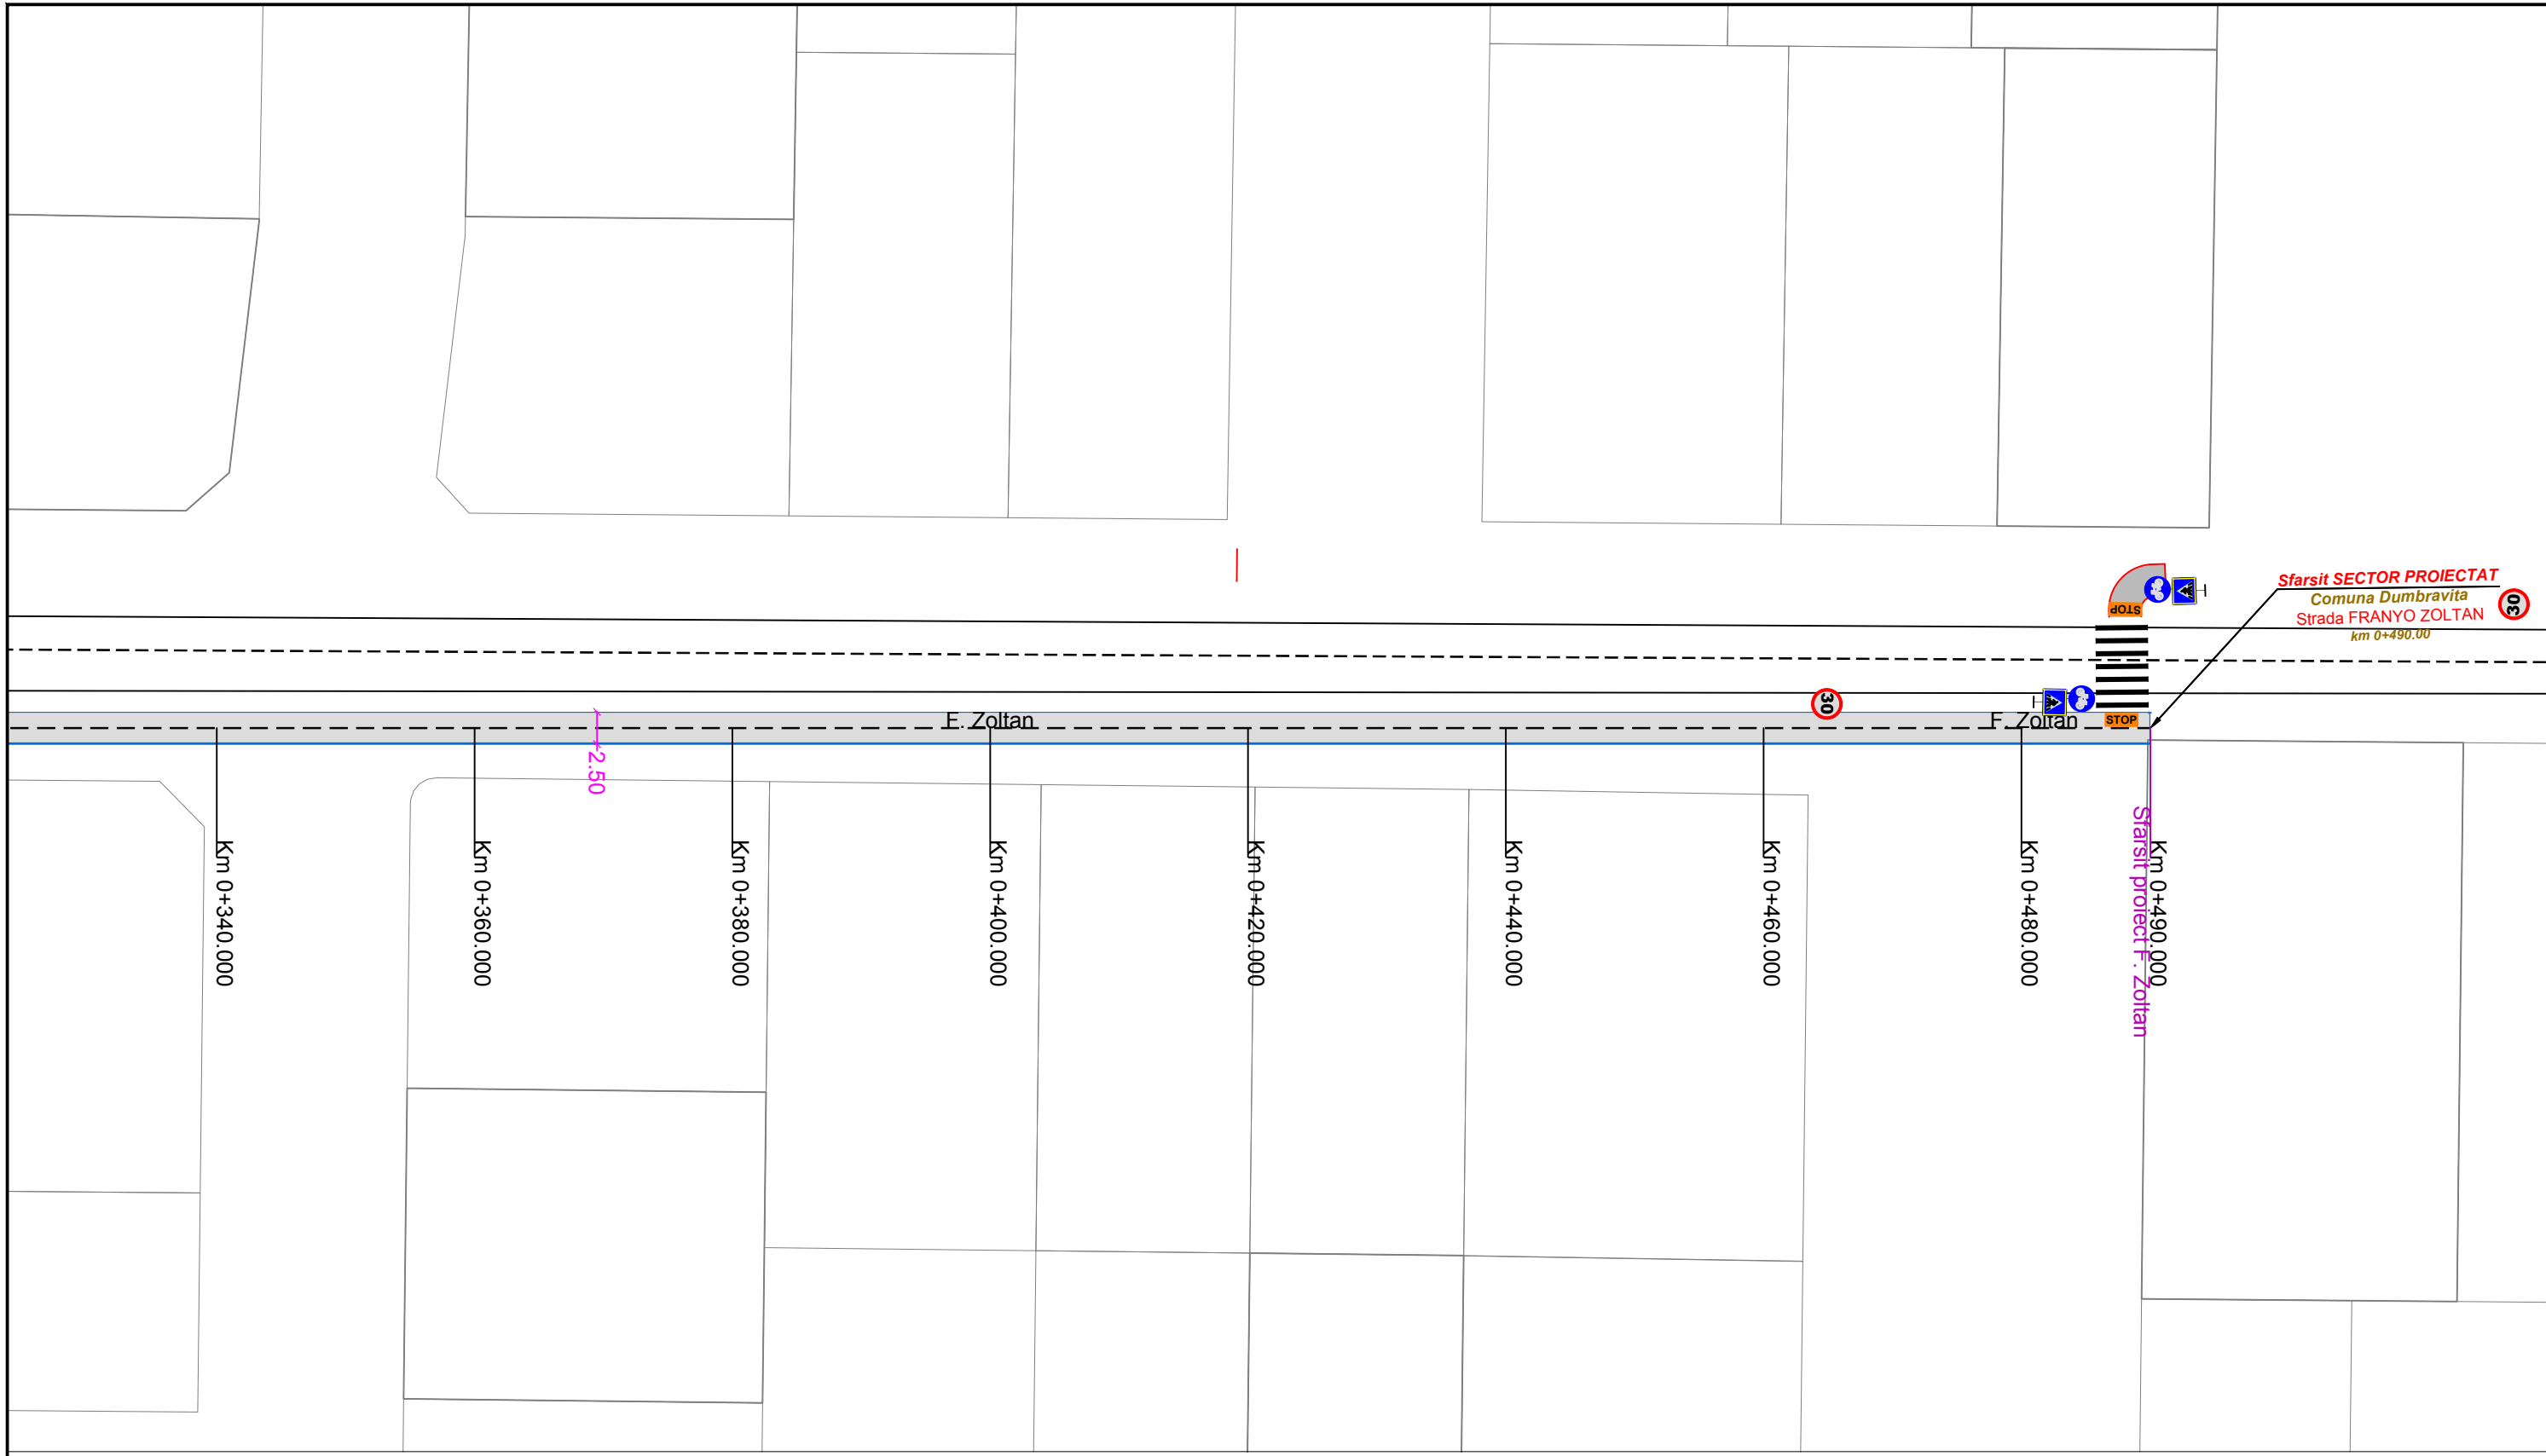 Sfarsit SECTOR PROIECTAT
Comuna Dumbravita
Strada FRANYO ZOLTAN
km 0+490.00
30
STOP
30
F. Zoltan
F. Zoltan
STOP
2.50
Km 0+340.000
Km 0+360.000
Km 0+380.000
Km 0+400.000
Km 0+420.000
Km 0+440.000
Km 0+460.000
Km 0+480.000
Km 0+490.000
Sfarsit proiect F. Zoltan